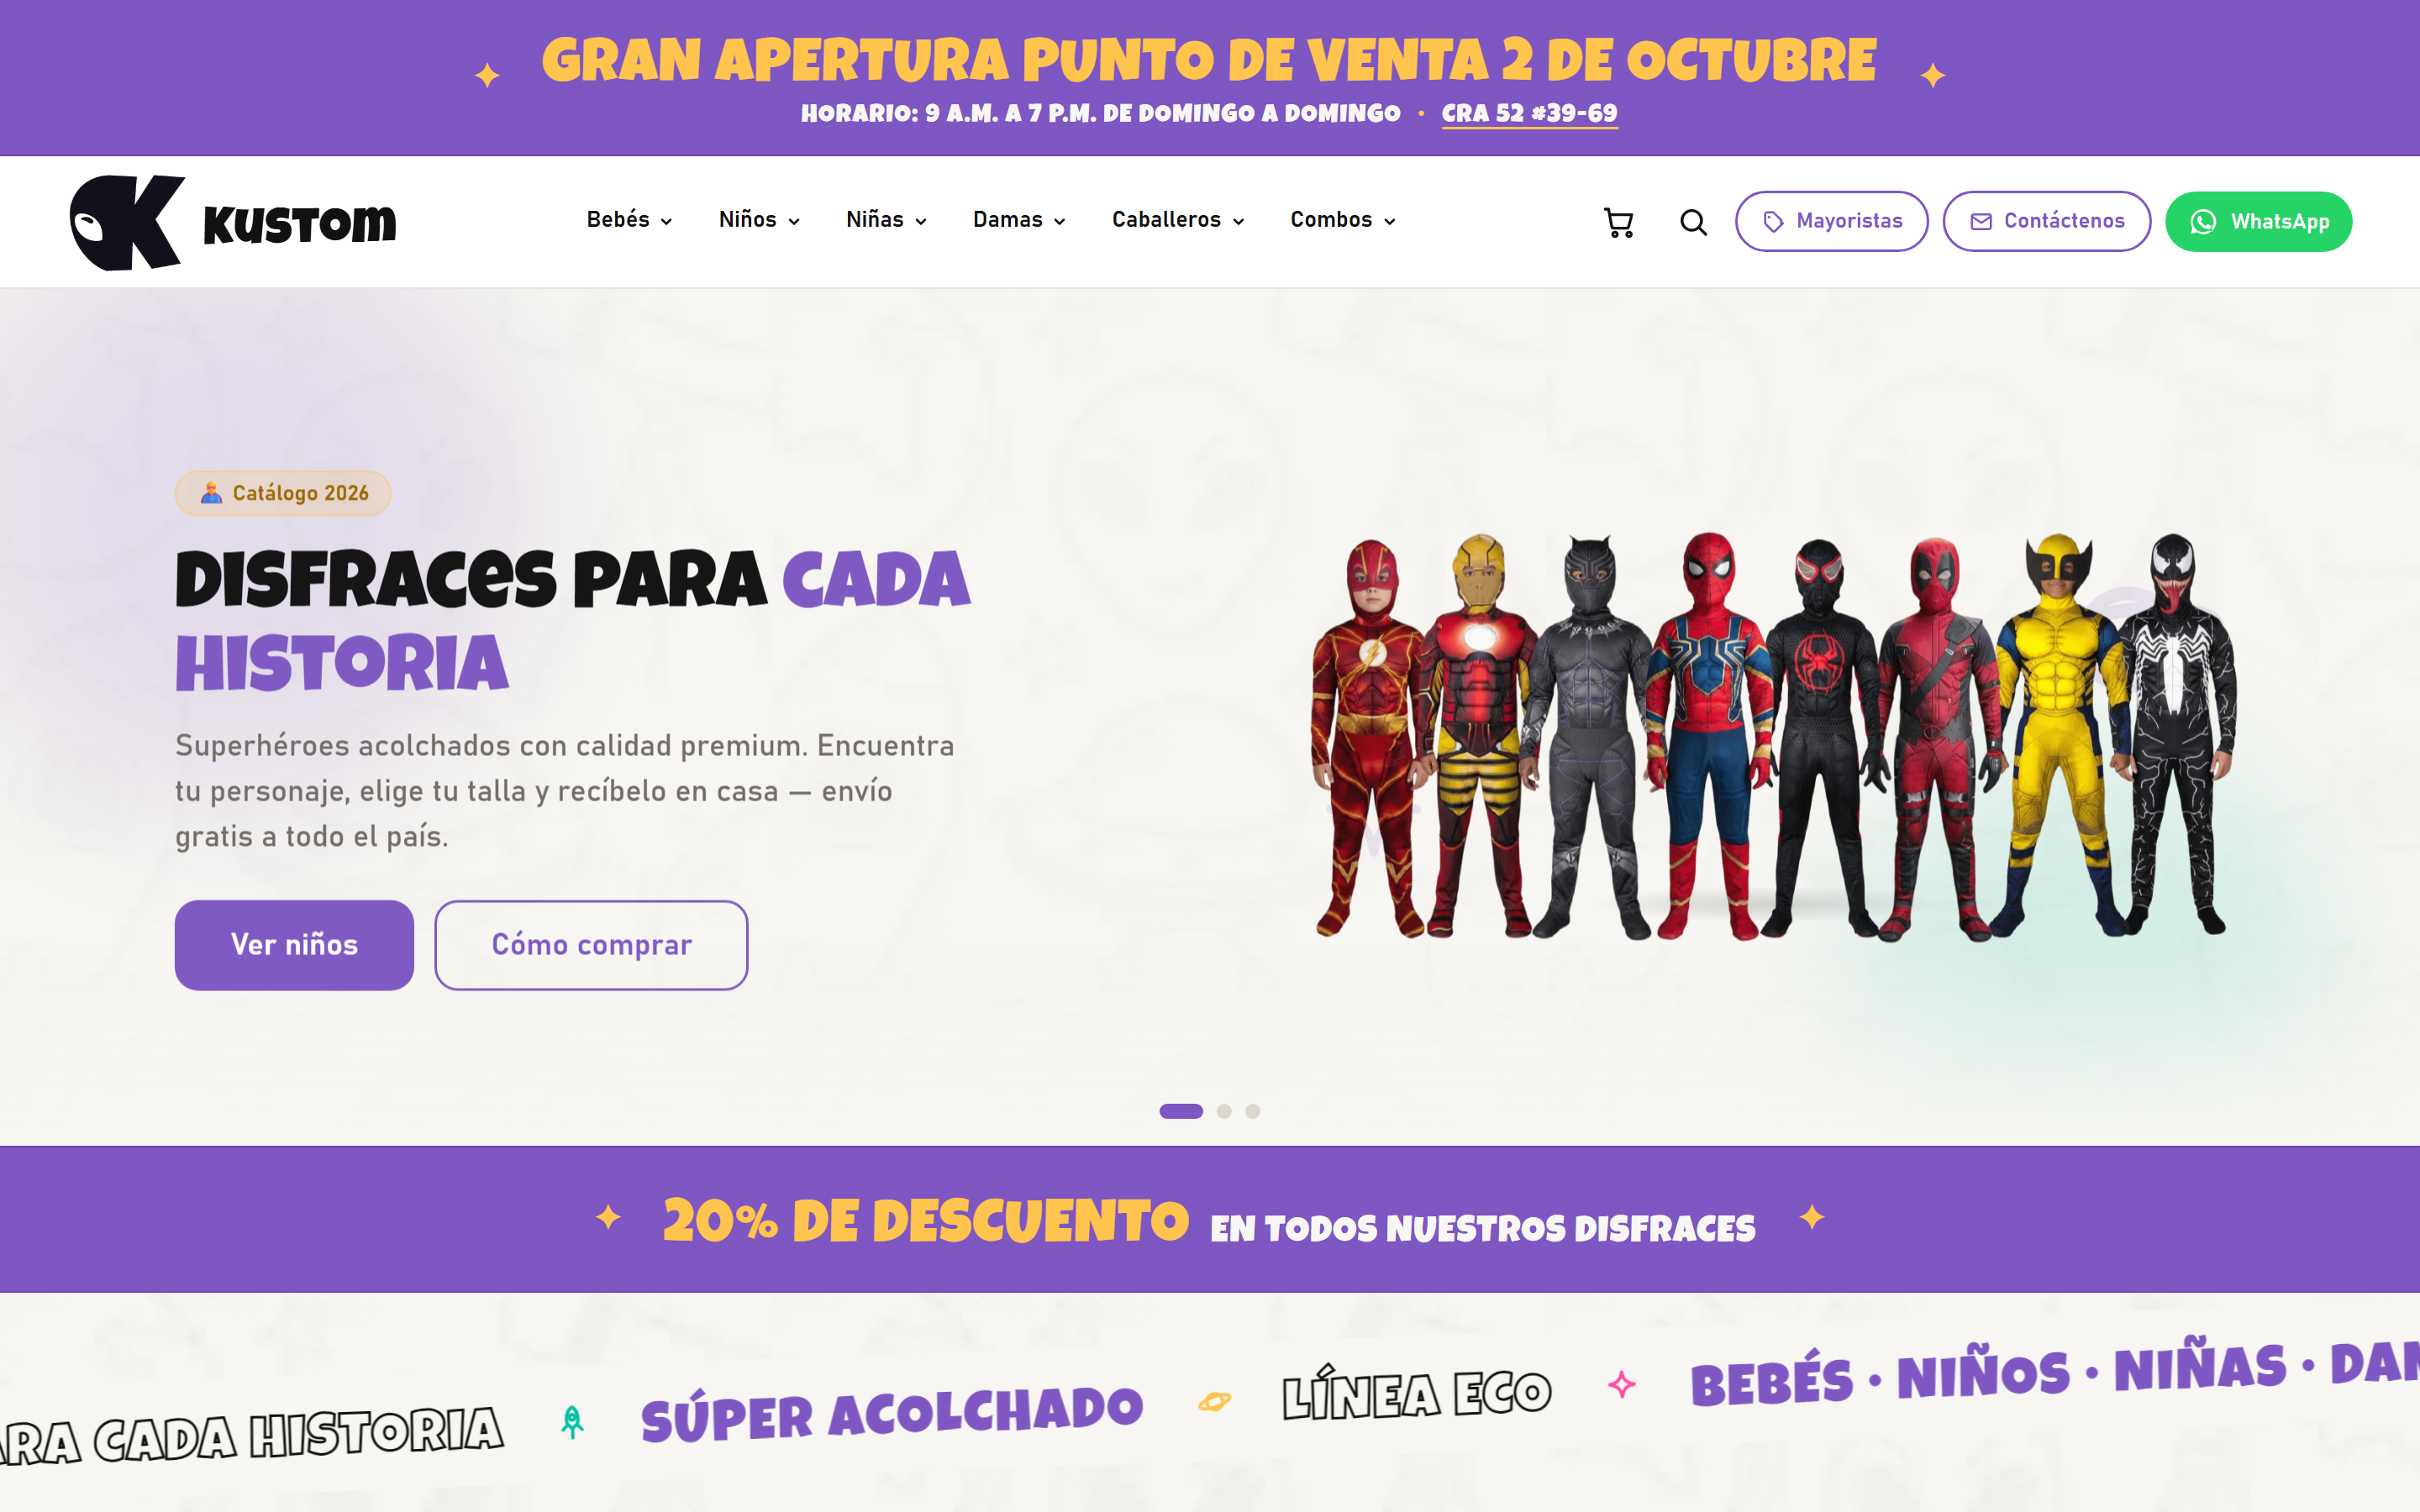 GRAN APERTURA PUNTO DE VENTA 2 DE OCTUBRE
HORARIO: 9 A.M. A 7 P.M. DE DOMINGO A DOMINGO • CRA 52 #39-69
K KUSTOM
Bebés Niños Niñas Damas Caballeros Combos Mayoristas Contáctenos WhatsApp
Catálogo 2026
DISFRACES PARA CADA
HISTORIA
Superhéroes acolchados con calidad premium. Encuentra
tu personaje, elige tu talla y recíbelo en casa — envío
gratis a todo el país.
Ver niños Cómo comprar
20% DE DESCUENTO EN TODOS NUESTROS DISFRACES
CADA HISTORIA SÚPER ACOLCHADO LÍNEA ECO BEBÉS · NIÑOS · NIÑAS ·